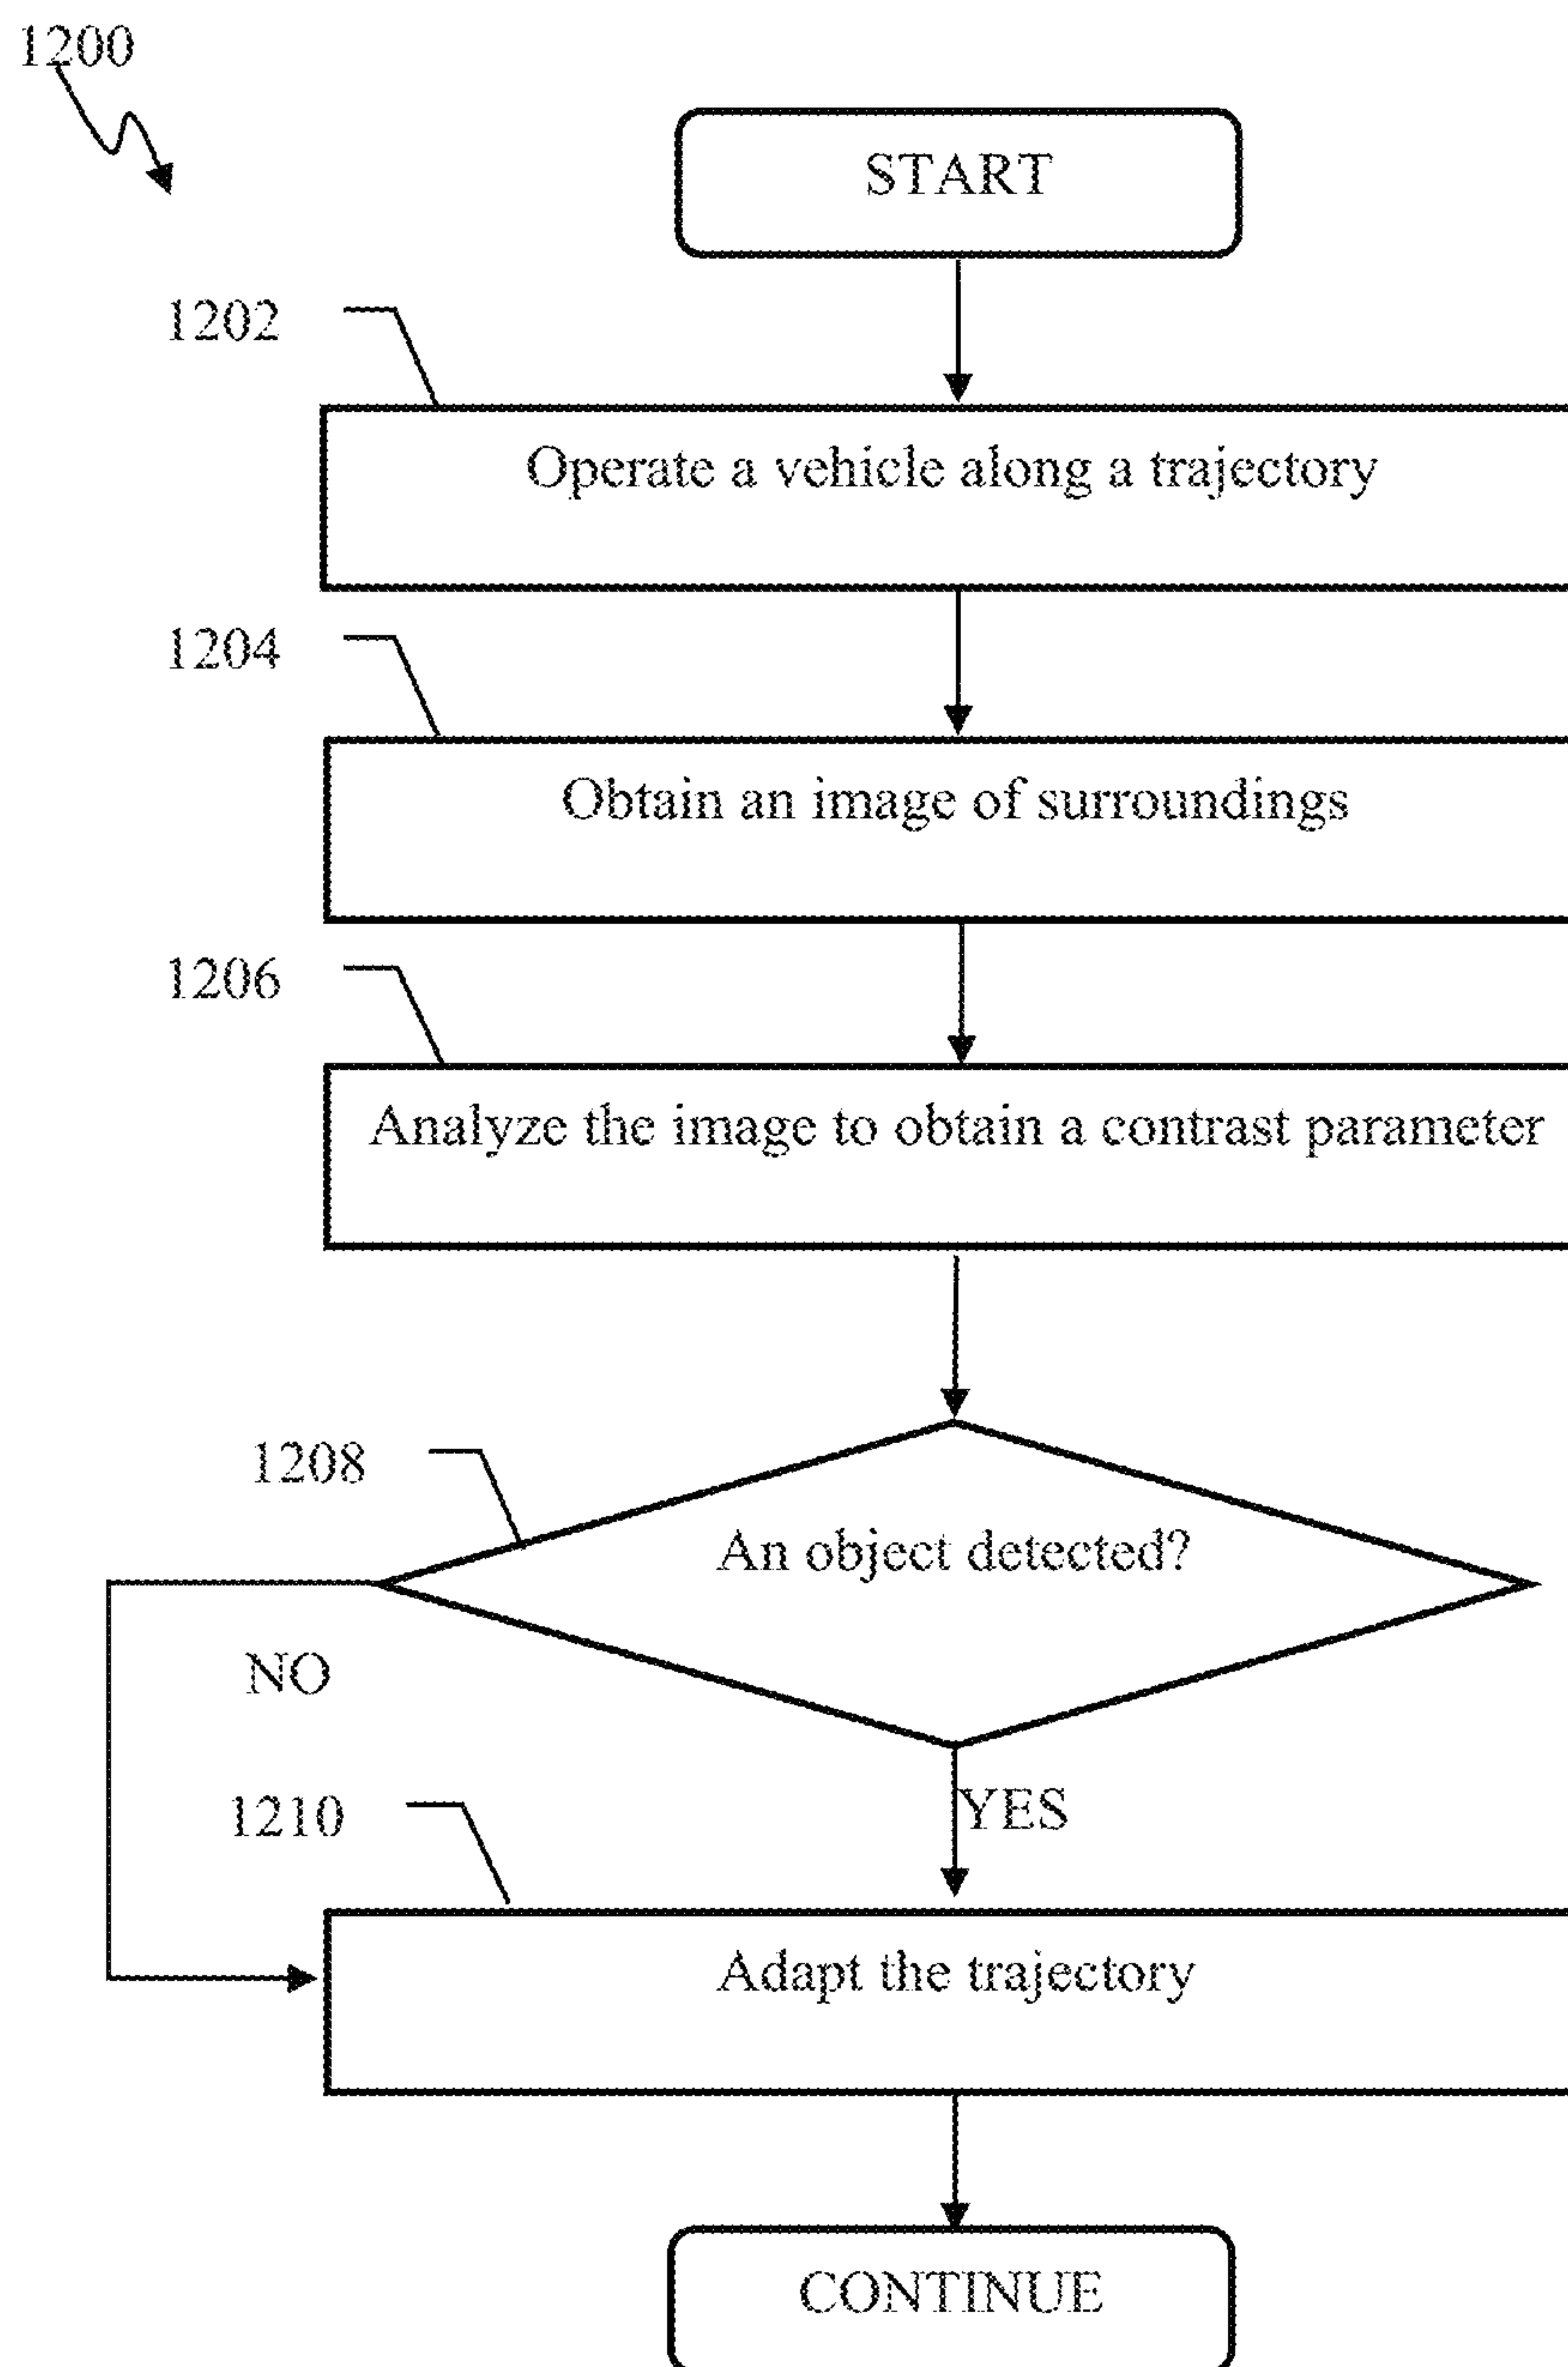 1200
START
1202
Operate a vehicle along a trajectory
1204
Obtain an image of surroundings
1206
Analyze the image to obtain a contrast parameter
1208
An object detected?
NO
YES
1210
Adapt the trajectory
CONTINUE